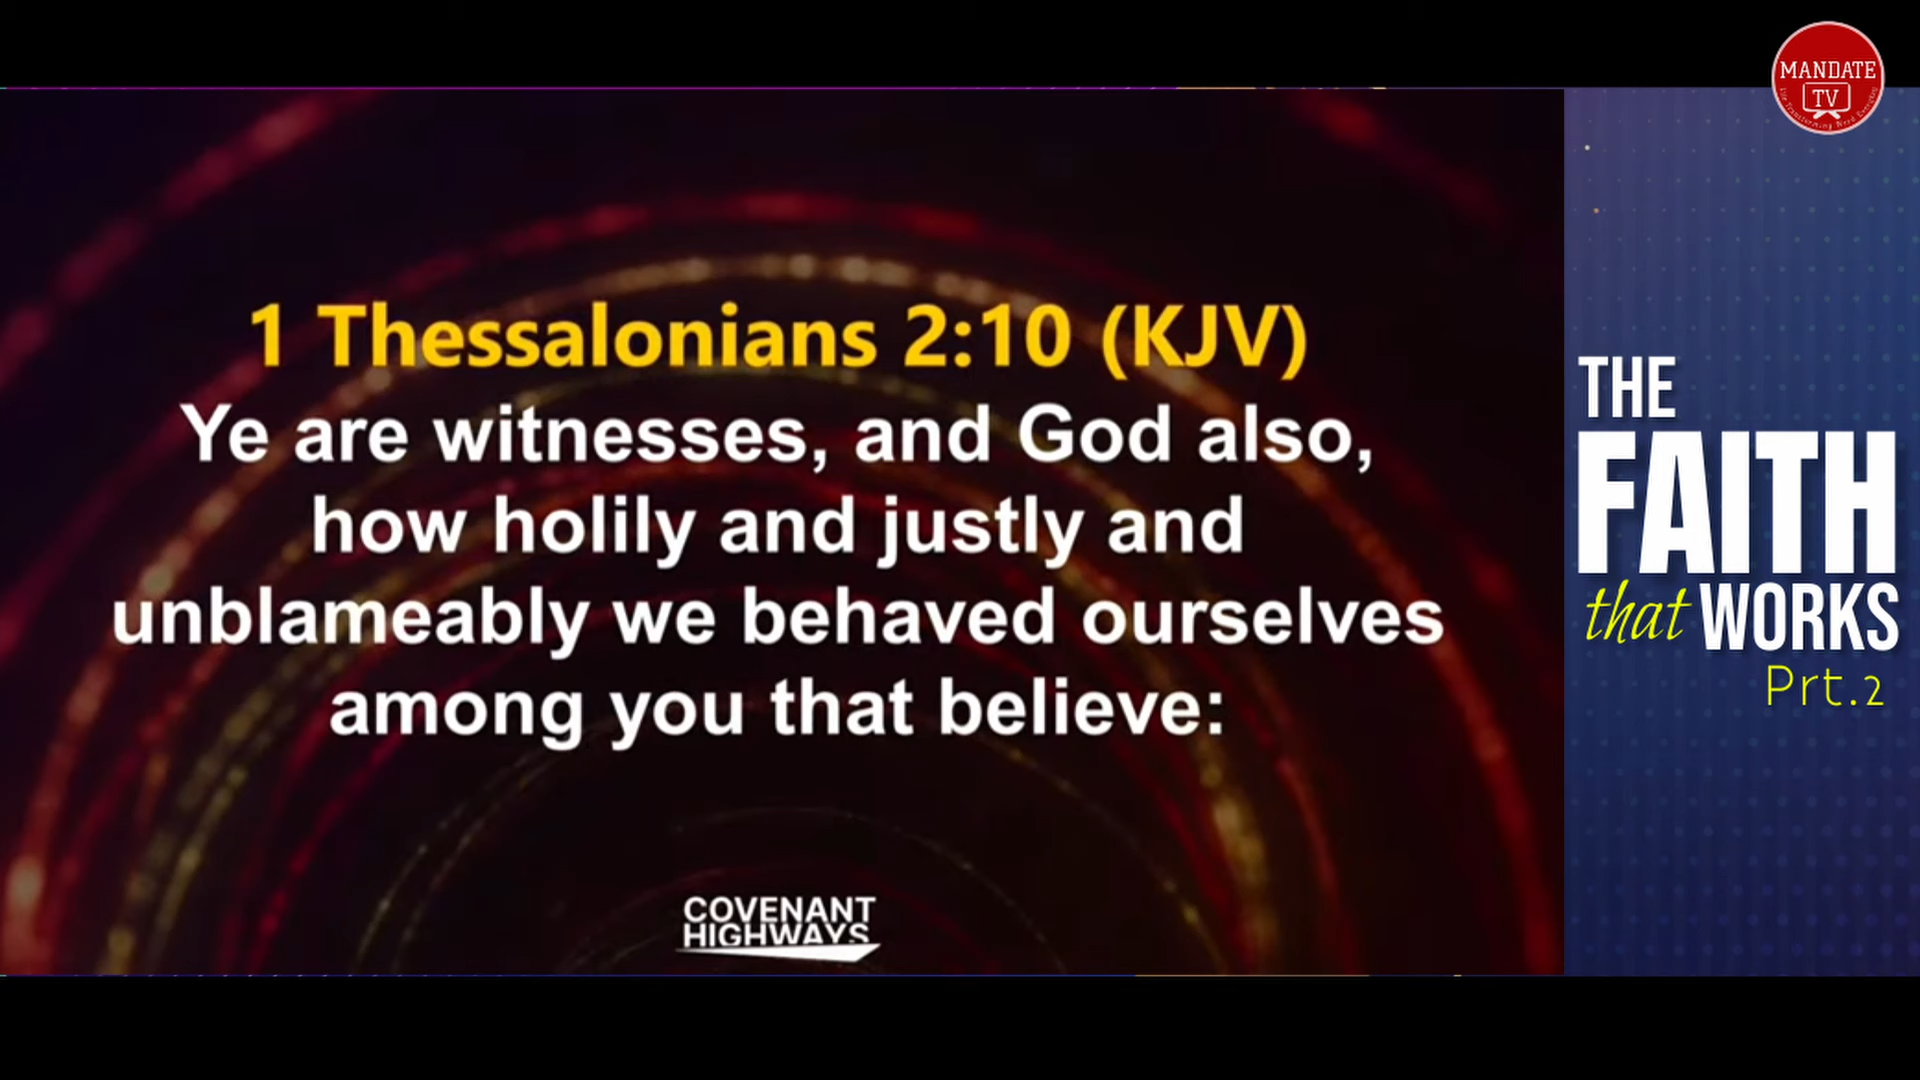 MANDATE
TV
1 Thessalonians 2:10 (KJV)
Ye are witnesses, and God also,
how holily and justly and
unblameably we behaved ourselves
among you that believe:
COVENANT
HIGHWAYS
THE
FAITH
that WORKS
Prt.2